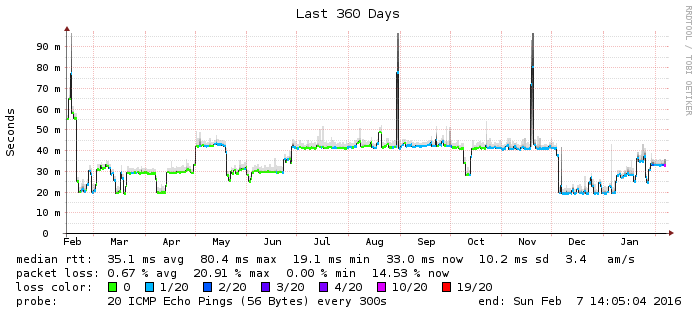 Last 360 Days
RRDTOOL / TOBI OETIKER
Seconds
90 m
80 m
70 m
60 m
50 m
40 m
30 m
20 m
10 m
0
Feb Mar Apr May Jun Jul Aug Sep Oct Nov Dec Jan
median rtt: 35.1 ms avg 80.4 ms max 19.1 ms min 33.0 ms now 10.2 ms sd 3.4 am/s
packet loss: 0.67 % avg 20.91 % max 0.00 % min 14.53 % now
loss color: 0 1/20 2/20 3/20 4/20 10/20 19/20
probe: 20 ICMP Echo Pings (56 Bytes) every 300s end: Sun Feb 7 14:05:04 2016